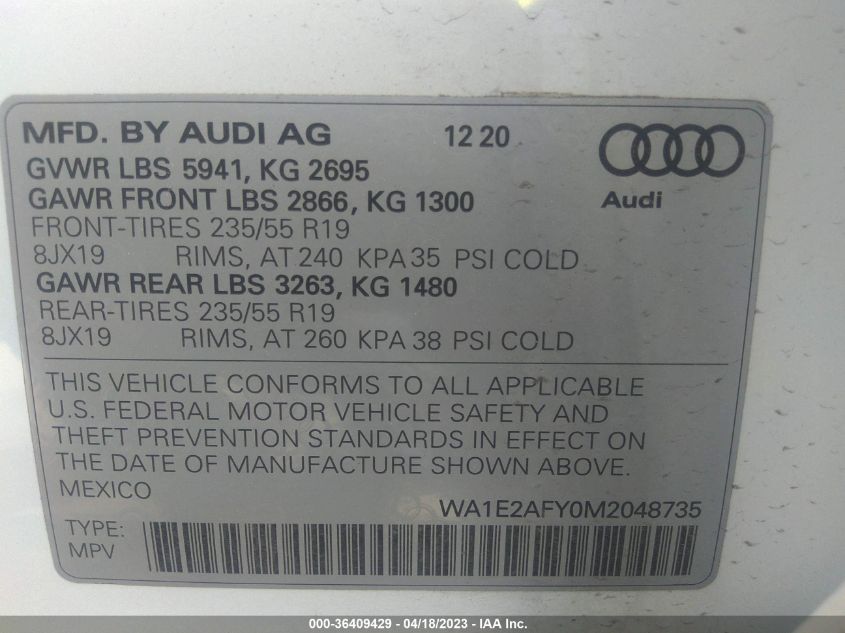 MFD. BY AUDI AG 12 20
Audi
GVWR LBS 5941, KG 2695
GAWR FRONT LBS 2866, KG 1300
FRONT-TIRES 235/55 R19
8JX19 RIMS, AT 240 KPA 35 PSI COLD
GAWR REAR LBS 3263, KG 1480
REAR-TIRES 235/55 R19
8JX19 RIMS, AT 260 KPA 38 PSI COLD
THIS VEHICLE CONFORMS TO ALL APPLICABLE
U.S. FEDERAL MOTOR VEHICLE SAFETY AND
THEFT PREVENTION STANDARDS IN EFFECT ON
THE DATE OF MANUFACTURE SHOWN ABOVE.
MEXICO
WA1E2AFY0M2048735
TYPE:
MPV
000-36409429 - 04/18/2023 - IAA, Inc.